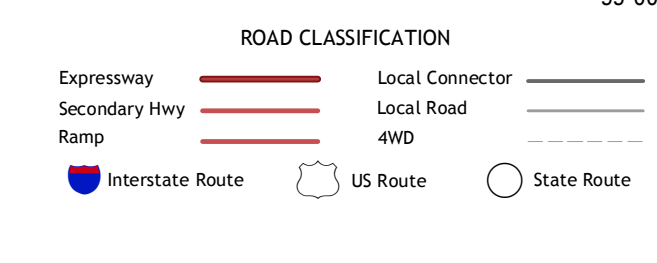 ROAD CLASSIFICATION
Expressway
Local Connector
Secondary Hwy
Local Road
Ramp
4WD
Interstate Route
US Route
State Route